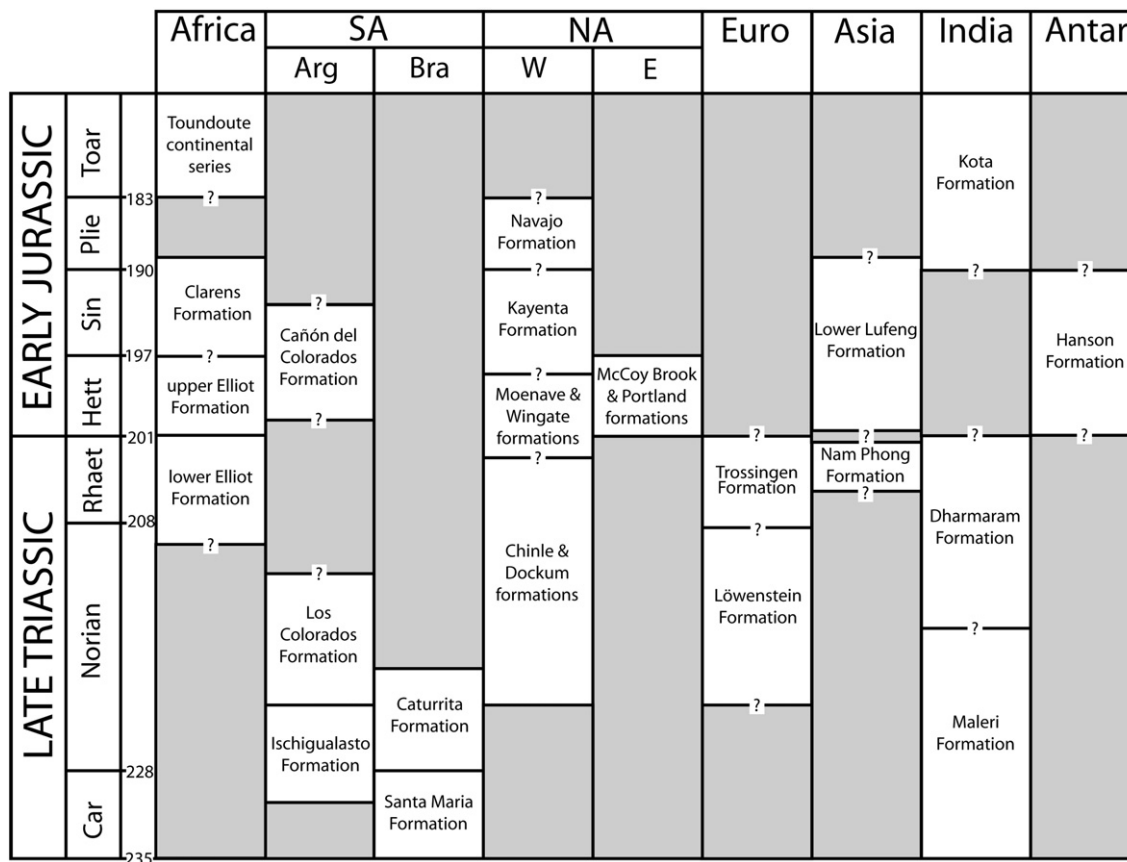 Africa
SA
NA
Euro
Asia
India
Antar
Arg
Bra
W
E
EARLY JURASSIC
LATE TRIASSIC
Toar
Plie
Sin
Hett
Rhaet
Norian
Car
183
190
197
201
208
228
235
Toundoute
continental
series
?
Clarens
Formation
?
upper Elliot
Formation
lower Elliot
Formation
?
?
Cañón del
Colorados
Formation
?
?
Los
Colorados
Formation
Ischigualasto
Formation
Caturrita
Formation
Santa Maria
Formation
?
Navajo
Formation
?
Kayenta
Formation
?
Moenave &
Wingate
formations
?
Chinle &
Dockum
formations
McCoy Brook
& Portland
formations
?
Trossingen
Formation
?
Löwenstein
Formation
?
?
Lower Lufeng
Formation
?
Nam Phong
Formation
?
Kota
Formation
?
?
Dharmaram
Formation
?
Maleri
Formation
?
Hanson
Formation
?